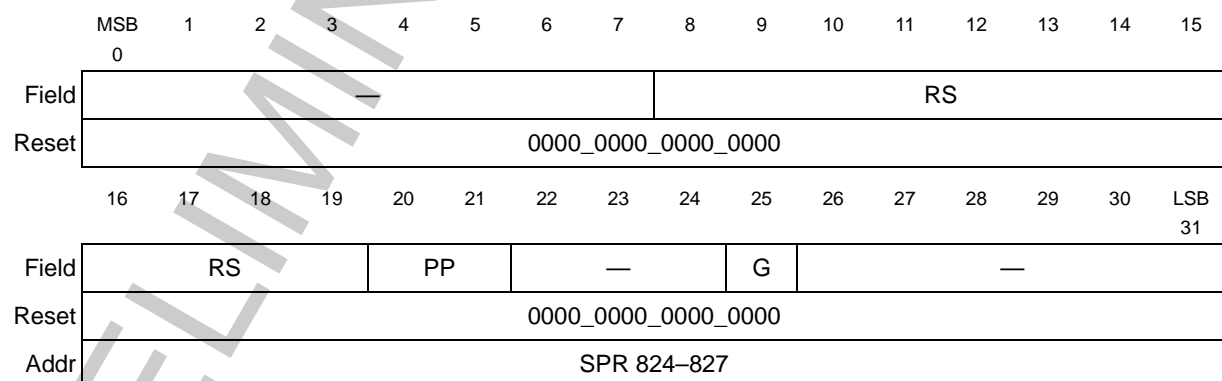 MSB 1 2 3 4 5 6 7 8 9 10 11 12 13 14 15
0
Field — RS
Reset 0000_0000_0000_0000
16 17 18 19 20 21 22 23 24 25 26 27 28 29 30 LSB
31
Field RS PP — G —
Reset 0000_0000_0000_0000
Addr SPR 824–827